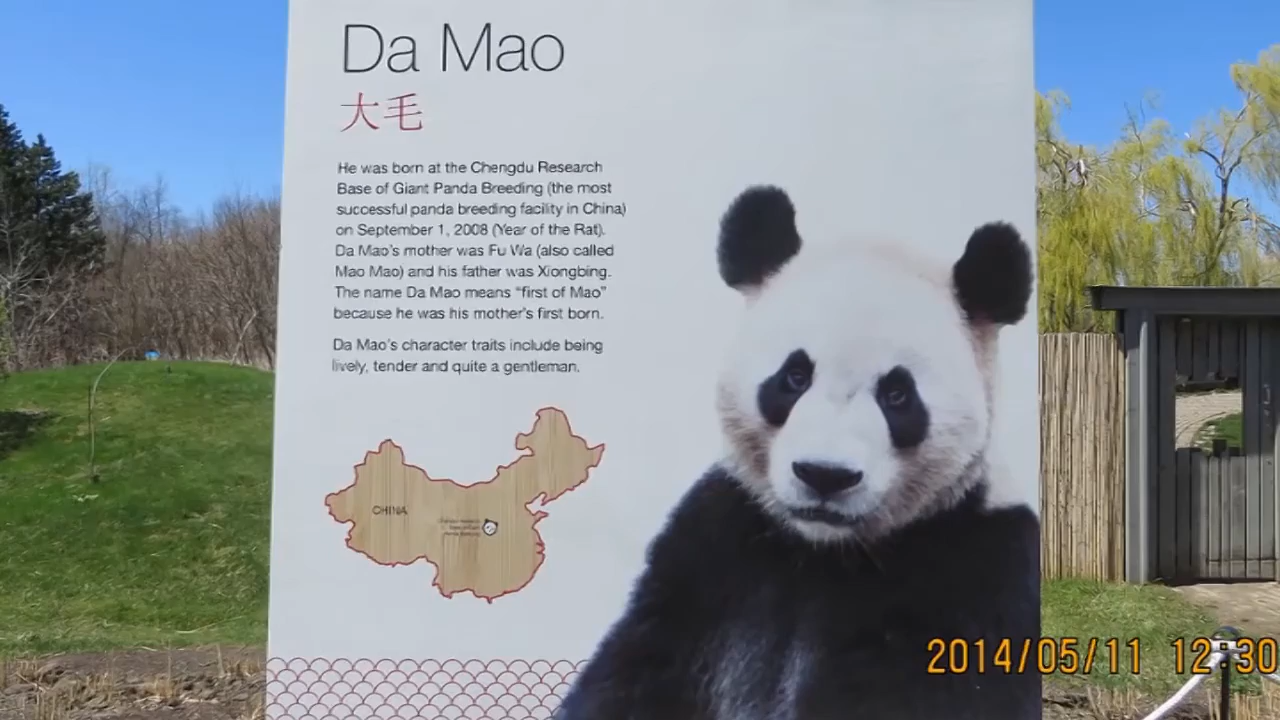 Da Mao
大毛
He was born at the Chengdu Research
Base of Giant Panda Breeding (the most
successful panda breeding facility in China)
on September 1, 2008 (Year of the Rat).
Da Mao's mother was Fu Wa (also called
Mao Mao) and his father was Xiongbing.
The name Da Mao means "first of Mao"
because he was his mother's first born.
Da Mao's character traits include being
lively, tender and quite a gentleman.
CHINA
2014/05/11 12:30